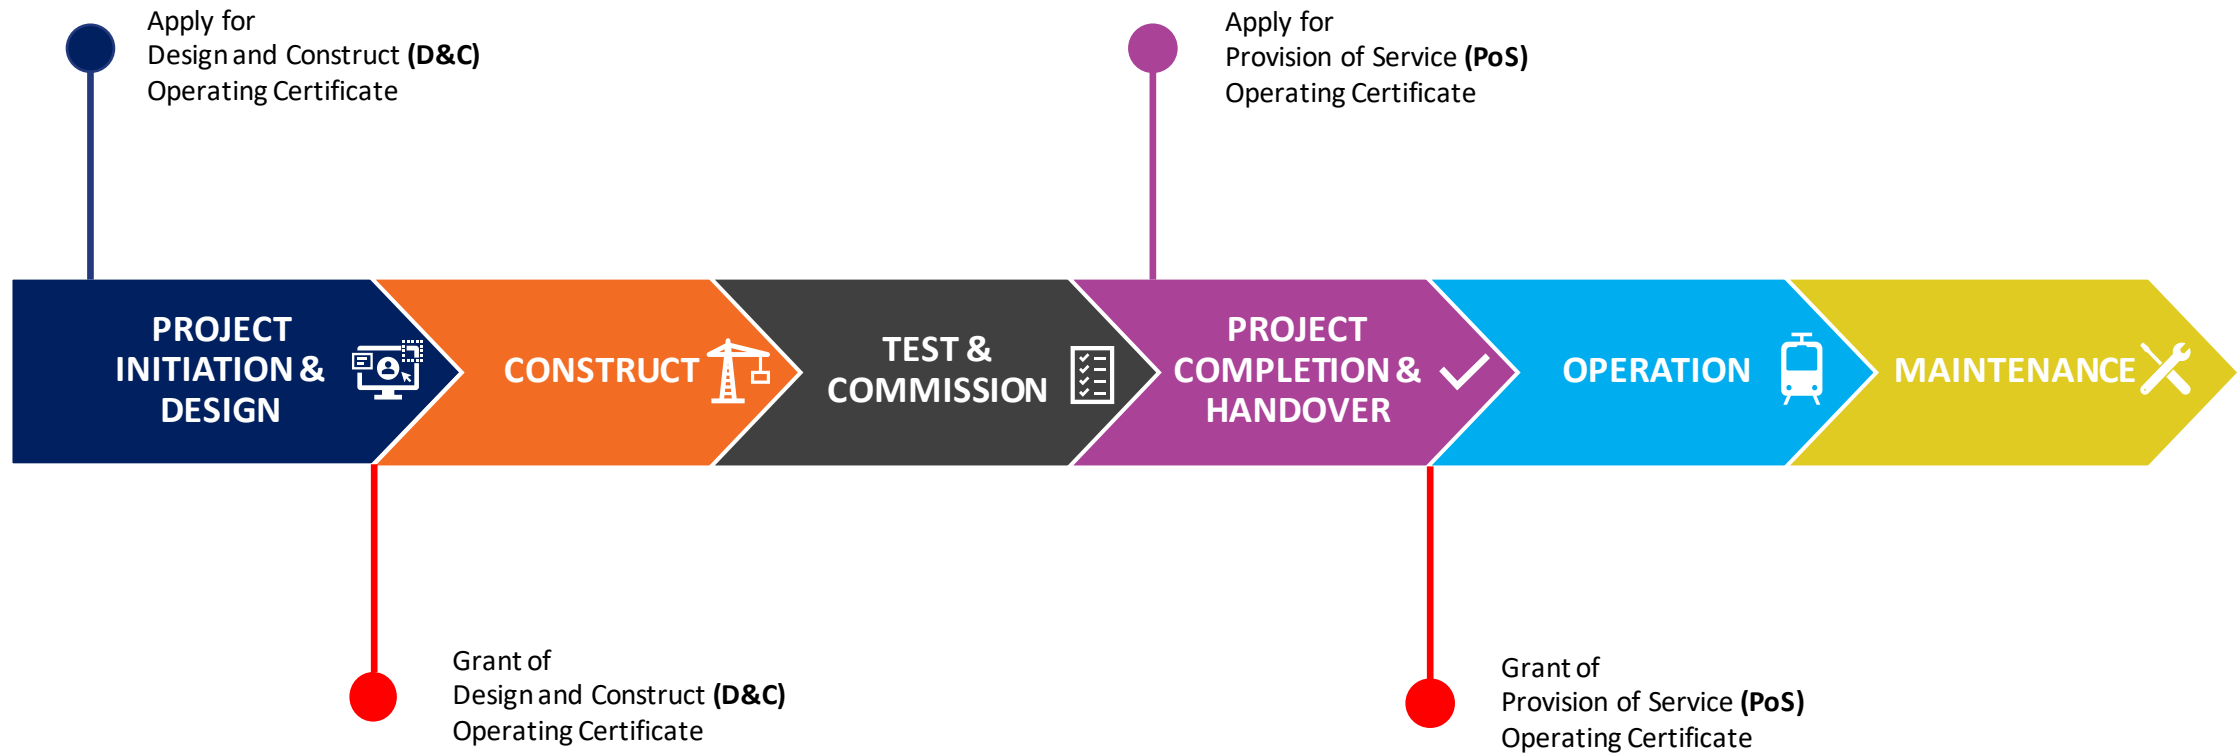 Apply for
Design and Construct (D&C)
Operating Certificate
Apply for
Provision of Service (PoS)
Operating Certificate
PROJECT
INITIATION &
DESIGN
CONSTRUCT
TEST &
COMMISSION
PROJECT
COMPLETION &
HANDOVER
OPERATION
MAINTENANCE
Grant of
Design and Construct (D&C)
Operating Certificate
Grant of
Provision of Service (PoS)
Operating Certificate